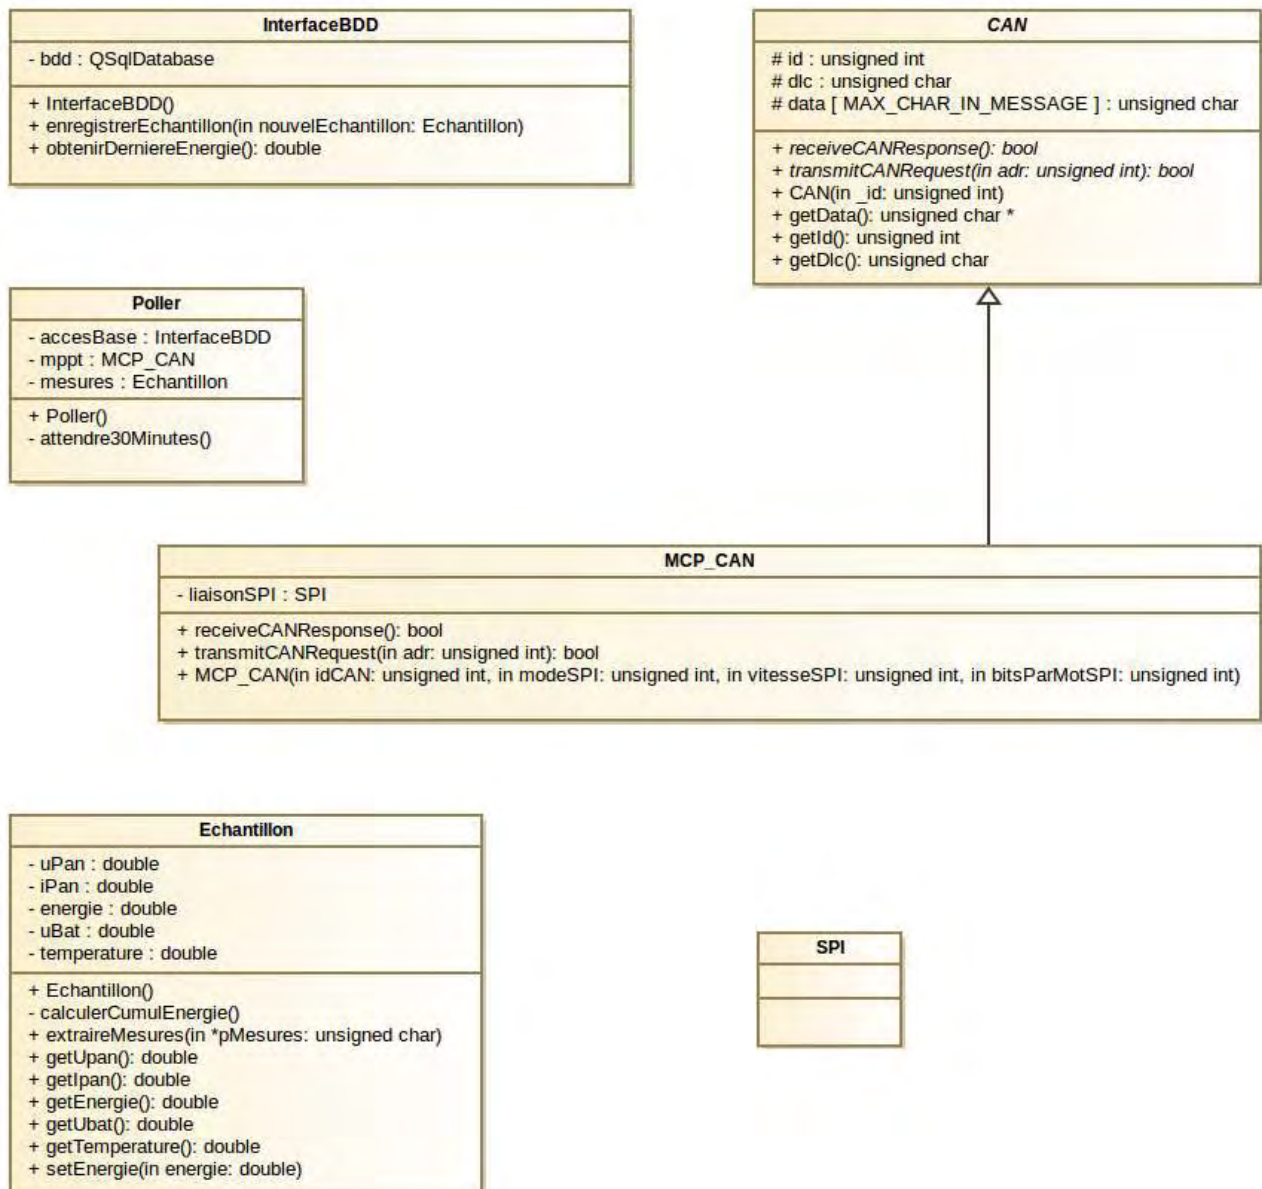 InterfaceBDD
- bdd : QSqlDatabase
+ InterfaceBDD()
+ enregistrerEchantillon(in nouvelEchantillon: Echantillon)
+ obtenirDerniereEnergie(): double
CAN
# id : unsigned int
# dlc : unsigned char
# data [ MAX_CHAR_IN_MESSAGE ] : unsigned char
+ receiveCANResponse(): bool
+ transmitCANRequest(in adr: unsigned int): bool
+ CAN(in _id: unsigned int)
+ getData(): unsigned char *
+ getId(): unsigned int
+ getDlc(): unsigned char
Poller
- accesBase : InterfaceBDD
- mppt : MCP_CAN
- mesures : Echantillon
+ Poller()
- attendre30Minutes()
MCP_CAN
- liaisonSPI : SPI
+ receiveCANResponse(): bool
+ transmitCANRequest(in adr: unsigned int): bool
+ MCP_CAN(in idCAN: unsigned int, in modeSPI: unsigned int, in vitesseSPI: unsigned int, in bitsParMotSPI: unsigned int)
Echantillon
- uPan : double
- iPan : double
- energie : double
- uBat : double
- temperature : double
+ Echantillon()
- calculerCumulEnergie()
+ extraireMesures(in *pMesures: unsigned char)
+ getUpan(): double
+ getIpan(): double
+ getEnergie(): double
+ getUbat(): double
+ getTemperature(): double
+ setEnergie(in energie: double)
SPI